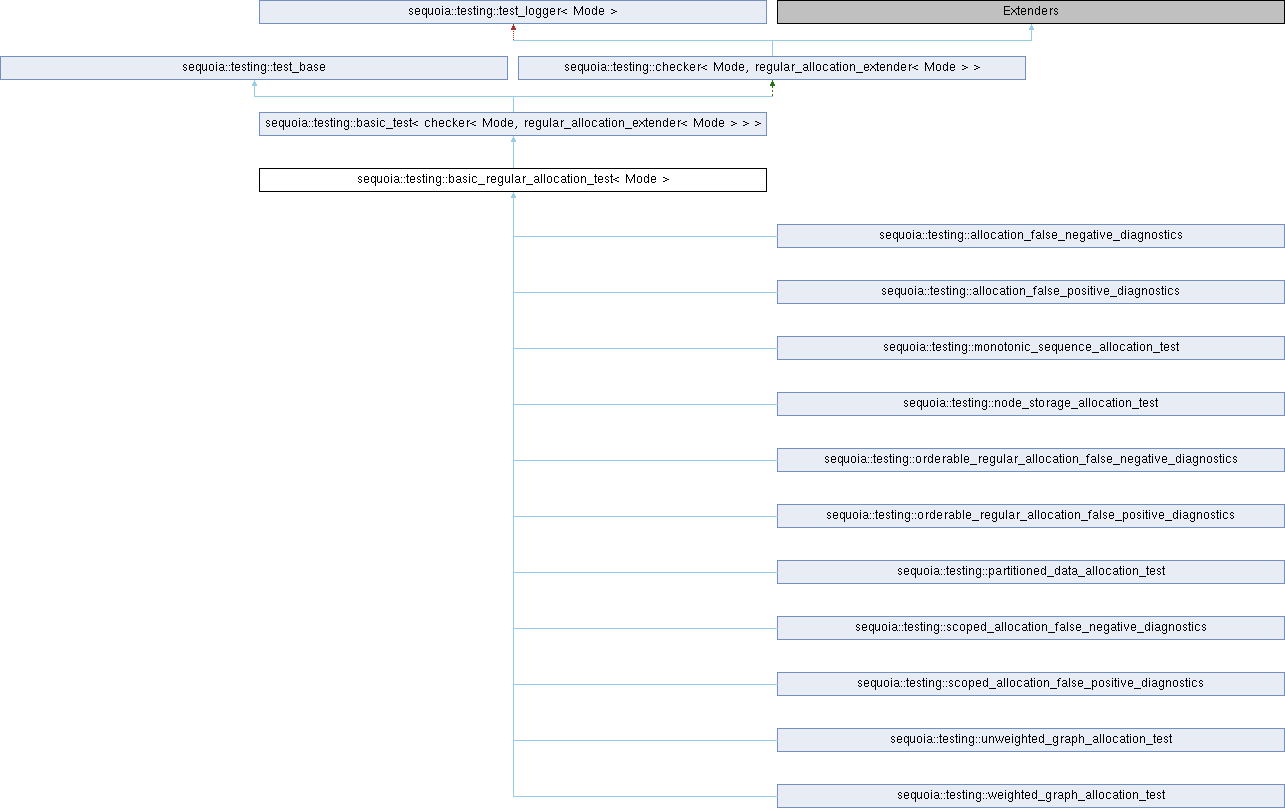 sequoia::testing::test_logger< Mode >
Extenders
sequoia::testing::test_base
sequoia::testing::checker< Mode, regular_allocation_extender< Mode > >
sequoia::testing::basic_test< checker< Mode, regular_allocation_extender< Mode > > >
sequoia::testing::basic_regular_allocation_test< Mode >
sequoia::testing::allocation_false_negative_diagnostics
sequoia::testing::allocation_false_positive_diagnostics
sequoia::testing::monotonic_sequence_allocation_test
sequoia::testing::node_storage_allocation_test
sequoia::testing::orderable_regular_allocation_false_negative_diagnostics
sequoia::testing::orderable_regular_allocation_false_positive_diagnostics
sequoia::testing::partitioned_data_allocation_test
sequoia::testing::scoped_allocation_false_negative_diagnostics
sequoia::testing::scoped_allocation_false_positive_diagnostics
sequoia::testing::unweighted_graph_allocation_test
sequoia::testing::weighted_graph_allocation_test